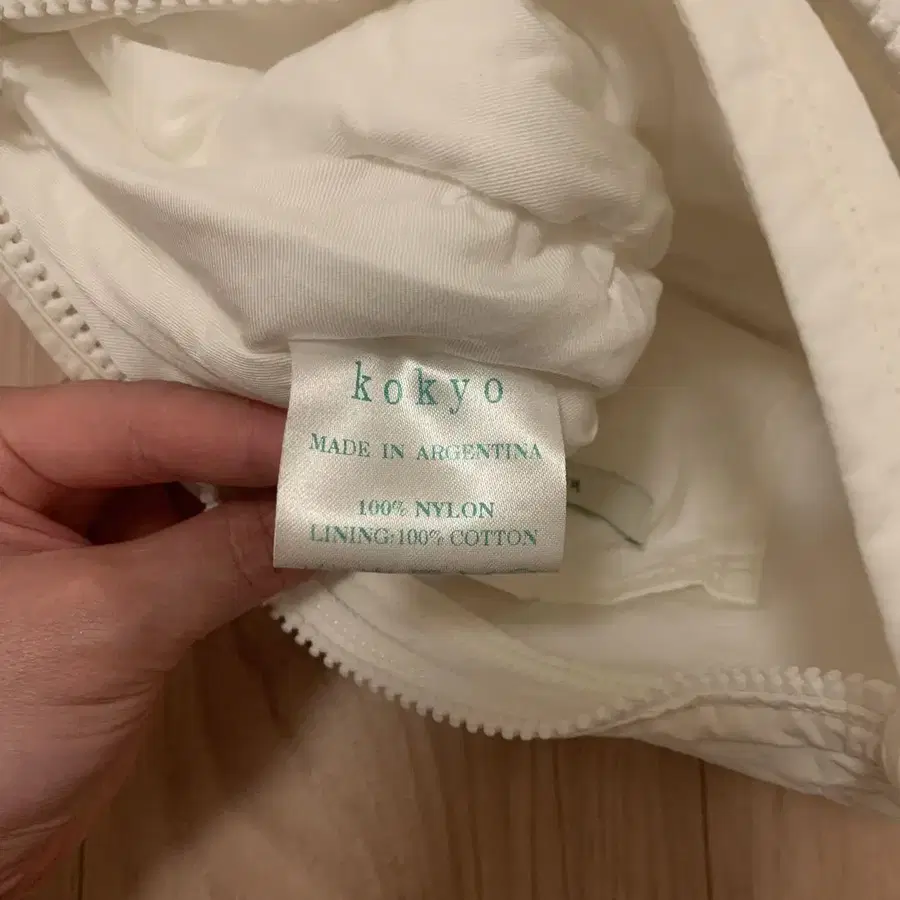 kokyo
MADE IN ARGENTINA
100% NYLON
LINING:100% COTTON